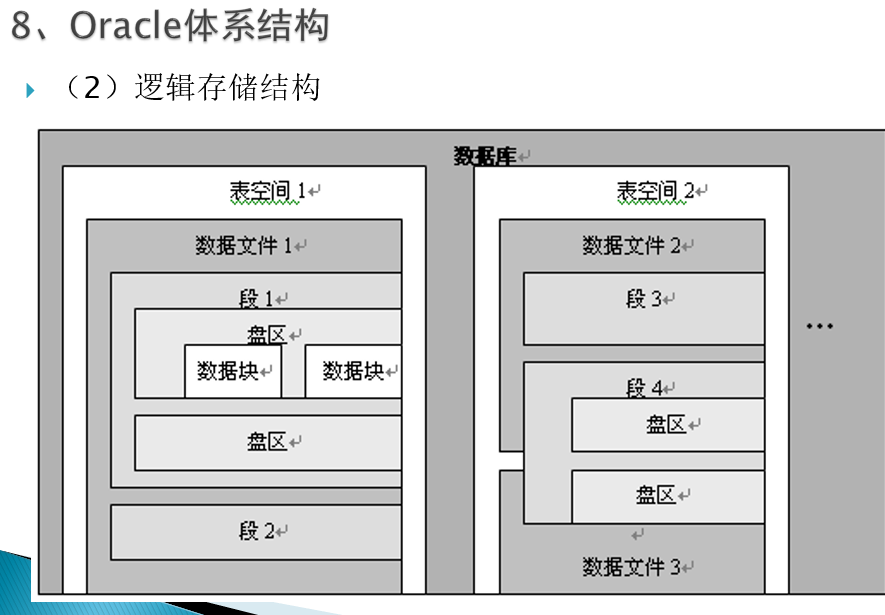 8、Oracle体系结构
（2）逻辑存储结构
数据库
表空间 1
数据文件 1
段 1
盘区
数据块
数据块
盘区
段 2
表空间 2
数据文件 2
段 3
段 4
盘区
盘区
数据文件 3
…